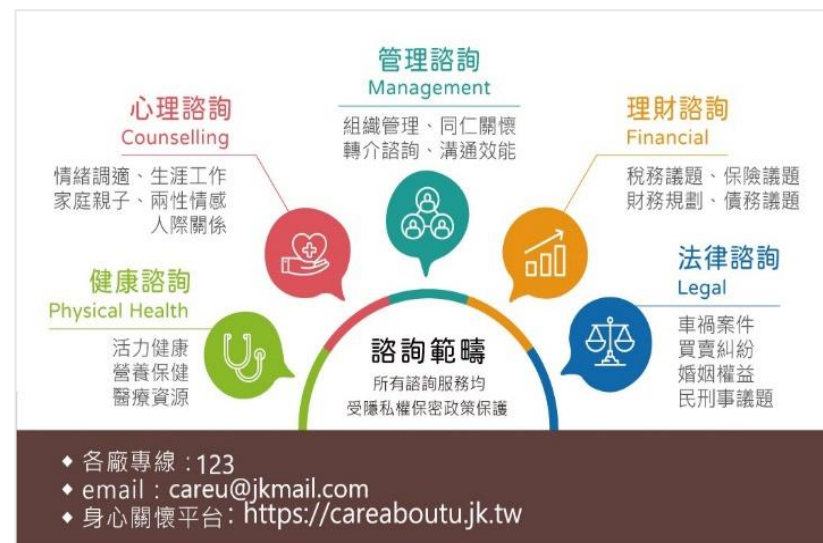 管理諮詢
Management
組織管理、同仁關懷
轉介諮詢、溝通效能
心理諮詢
Counselling
情緒調適、生涯工作
家庭親子、兩性情感
人際關係
理財諮詢
Financial
稅務議題、保險議題
財務規劃、債務議題
健康諮詢
Physical Health
活力健康
營養保健
醫療資源
法律諮詢
Legal
車禍案件
買賣糾紛
婚姻權益
民刑事議題
諮詢範疇
所有諮詢服務均
受隱私權保密政策保護
◆ 各廠專線：123
◆ email：careu@jkmail.com
◆ 身心關懷平台：https://careaboutu.jk.tw